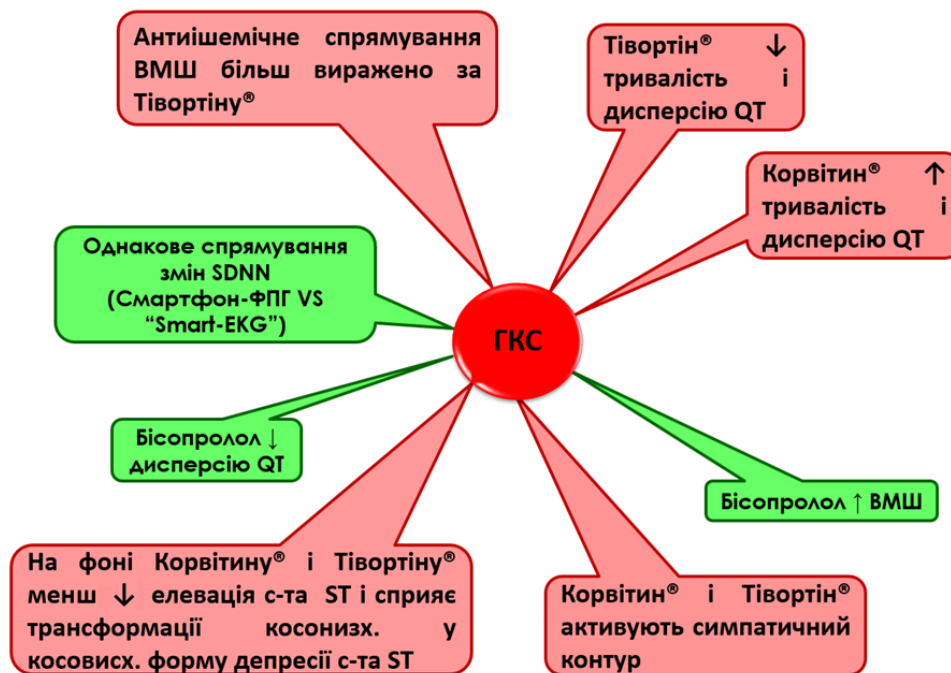 Антиішемічне спрямування
ВМШ більш виражено за
Тівортіну®
Тівортін® ↓
тривалість і
дисперсію QT
Корвітин® ↑
тривалість і
дисперсію QT
Однакове спрямування
змін SDNN
(Смартфон-ФПГ VS
“Smart-EKG”)
ГКС
Бісопролол ↓
дисперсію QT
Бісопролол ↑ ВМШ
На фоні Корвітину® і Тівортіну®
менш ↓ елевація с-та ST і сприяє
трансформації косонизх. у
косовисх. форму депресії с-та ST
Корвітин® і Тівортін®
активують симпатичний
контур